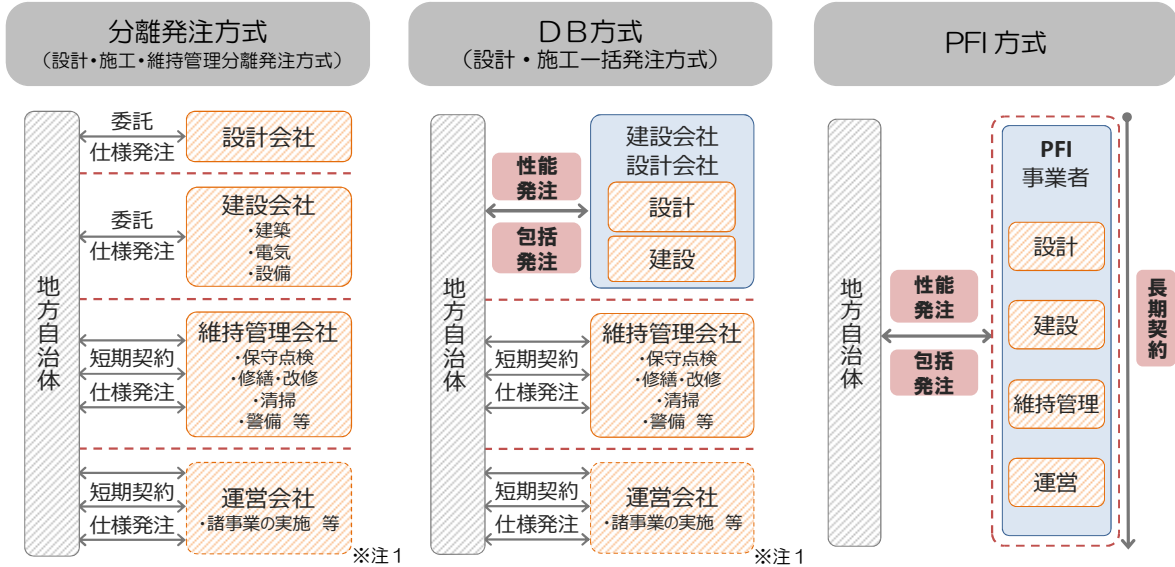 分離発注方式
（設計・施工・維持管理分離発注方式）
地方自治体
委託
仕様発注
設計会社
委託
仕様発注
建設会社
・建築
・電気
・設備
短期契約
仕様発注
維持管理会社
・保守点検
・修繕・改修
・清掃
・警備 等
短期契約
仕様発注
運営会社
・諸事業の実施 等
※注１
ＤＢ方式
（設計・施工一括発注方式）
地方自治体
性能
発注
包括
発注
建設会社
設計会社
設計
建設
短期契約
仕様発注
維持管理会社
・保守点検
・修繕・改修
・清掃
・警備 等
短期契約
仕様発注
運営会社
・諸事業の実施 等
※注１
PFI 方式
地方自治体
性能
発注
包括
発注
PFI
事業者
設計
建設
維持管理
運営
長期契約